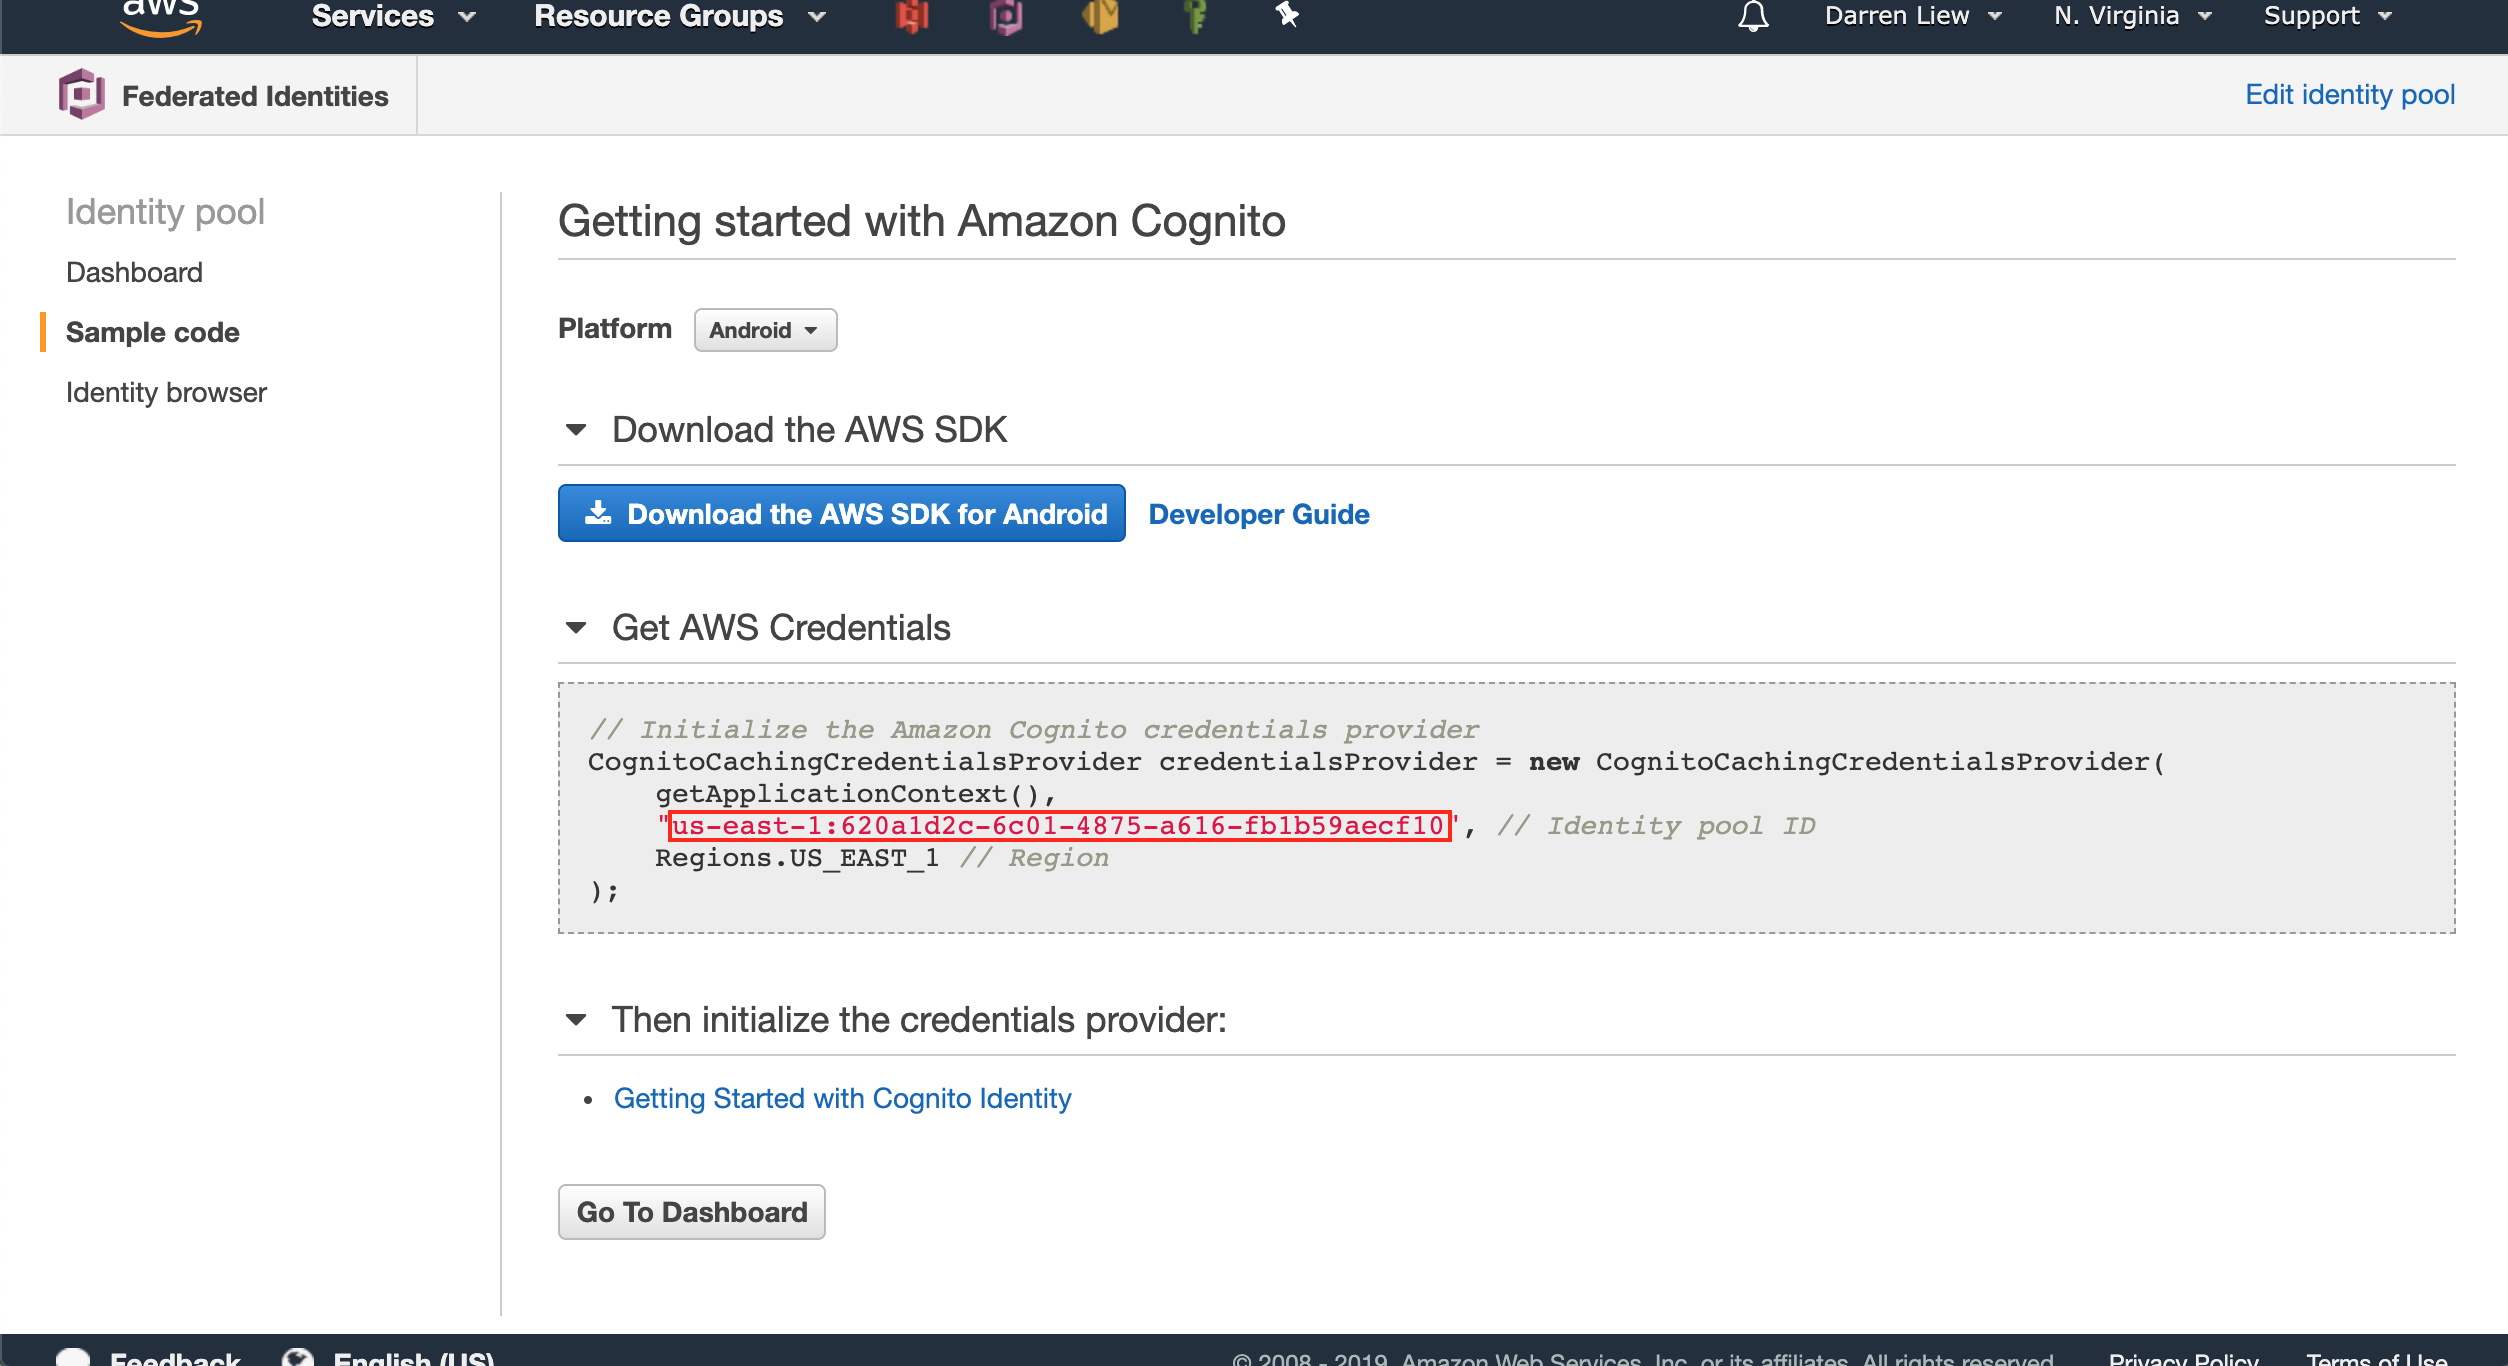 aws Services Resource Groups Darren Liew N. Virginia Support
Federated Identities Edit identity pool
Identity pool
Dashboard
Sample code
Identity browser
Getting started with Amazon Cognito
Platform Android
Download the AWS SDK
Download the AWS SDK for Android Developer Guide
Get AWS Credentials
// Initialize the Amazon Cognito credentials provider
CognitoCachingCredentialsProvider credentialsProvider = new CognitoCachingCredentialsProvider(
getApplicationContext(),
"us-east-1:620a1d2c-6c01-4875-a616-fb1b59aecf10", // Identity pool ID
Regions.US_EAST_1 // Region
);
Then initialize the credentials provider:
• Getting Started with Cognito Identity
Go To Dashboard
Feedback English (US) © 2008 - 2019, Amazon Web Services, Inc. or its affiliates. All rights reserved. Privacy Policy Terms of Use